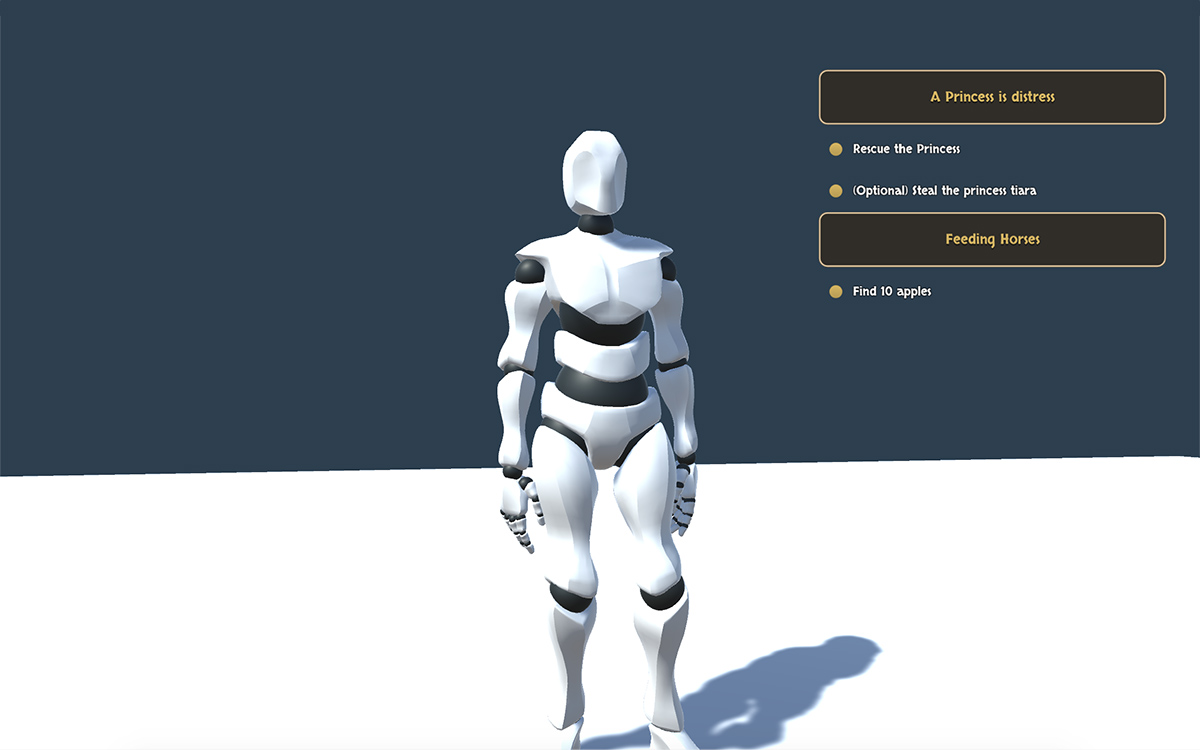 A Princess is distress
Rescue the Princess
(Optional) Steal the princess tiara
Feeding Horses
Find 10 apples